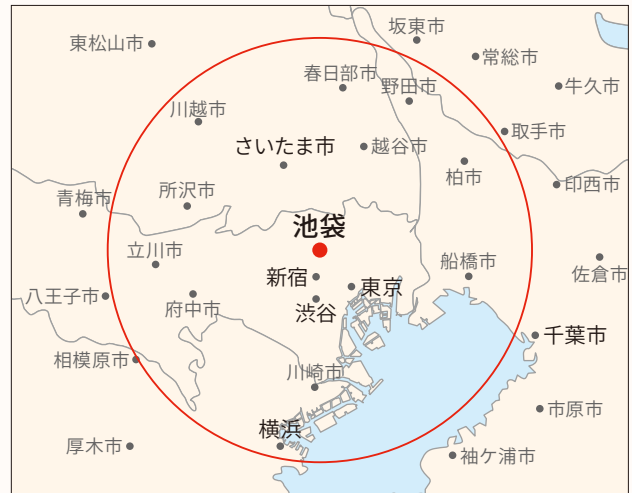 坂東市
東松山市
常総市
春日部市
野田市
牛久市
川越市
取手市
さいたま市
越谷市
柏市
印西市
青梅市
所沢市
池袋
立川市
船橋市
佐倉市
新宿
東京
八王子市
府中市
渋谷
千葉市
相模原市
川崎市
市原市
横浜
厚木市
袖ケ浦市